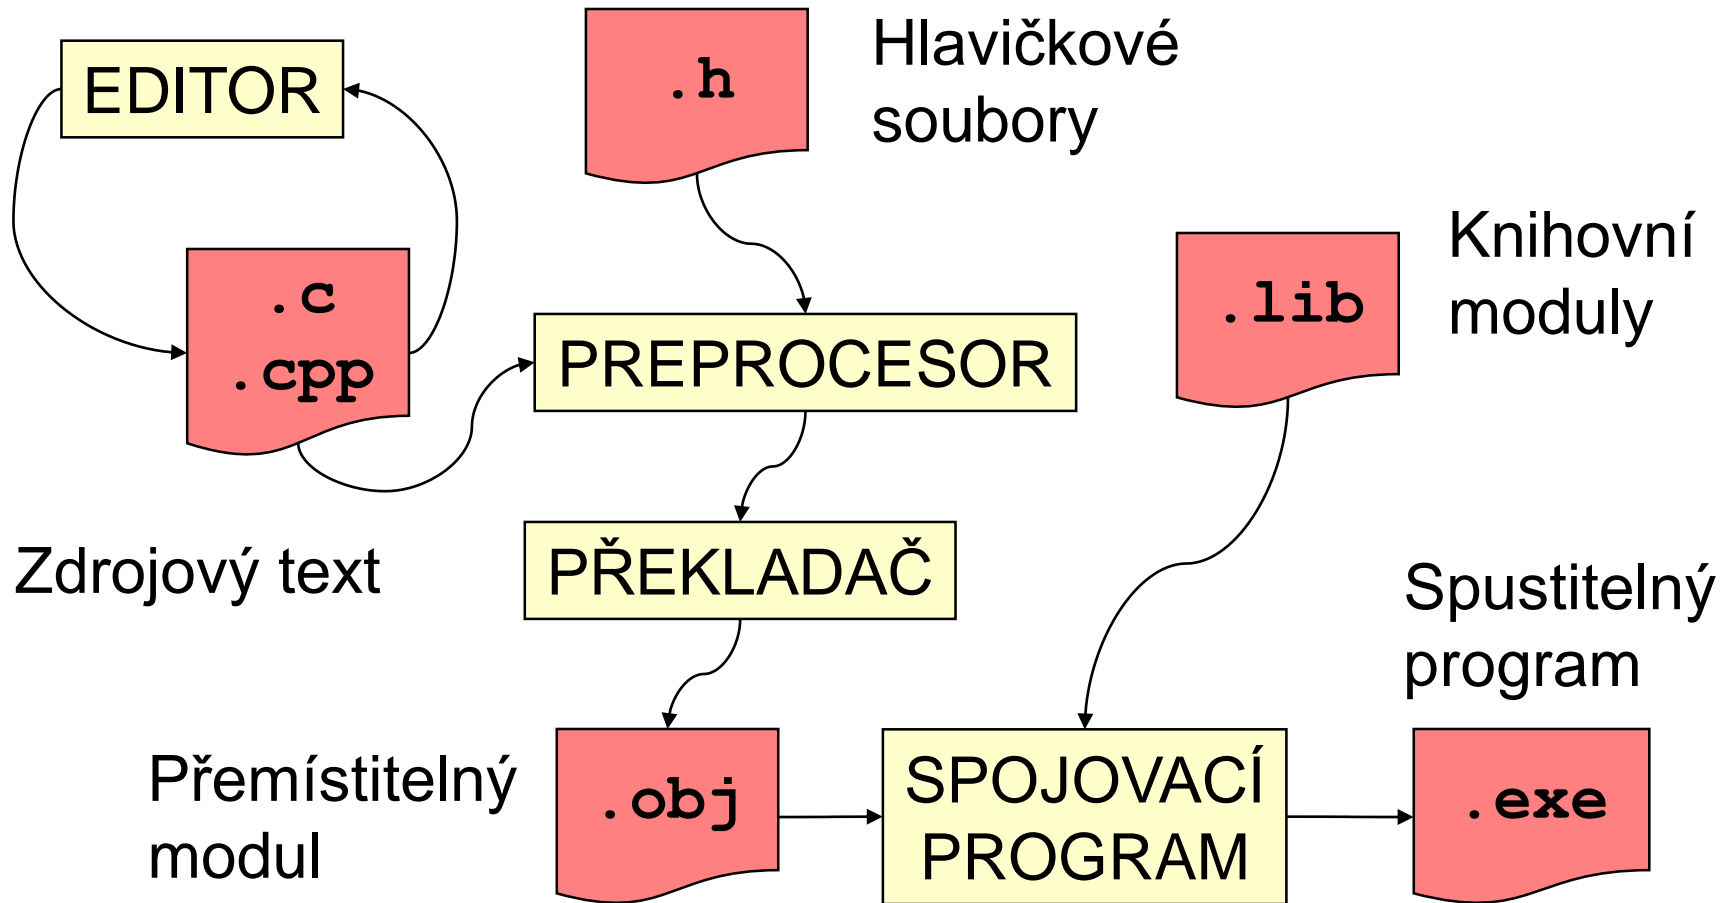 EDITOR
.h
Hlavičkové
soubory
.c
.cpp
Zdrojový text
PREPROCESOR
.lib
Knihovní
moduly
PŘEKLADAČ
Přemístitelný
modul
.obj
SPOJOVACÍ
PROGRAM
Spustitelný
program
.exe